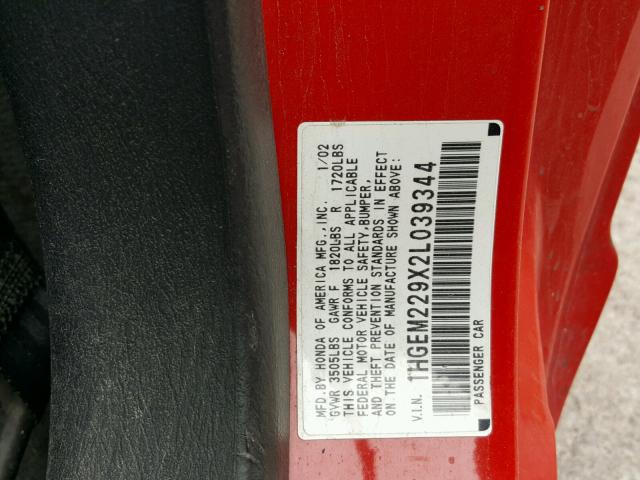 MFD. BY HONDA OF AMERICA MFG., INC. 1/02
GVWR 3505LBS GAWR F 1820LBS R 1720LBS
THIS VEHICLE CONFORMS TO ALL APPLICABLE
FEDERAL MOTOR VEHICLE SAFETY, BUMPER,
AND THEFT PREVENTION STANDARDS IN EFFECT
ON THE DATE OF MANUFACTURE SHOWN ABOVE:
V.I.N. 1HGEM229X2L039344
PASSENGER CAR